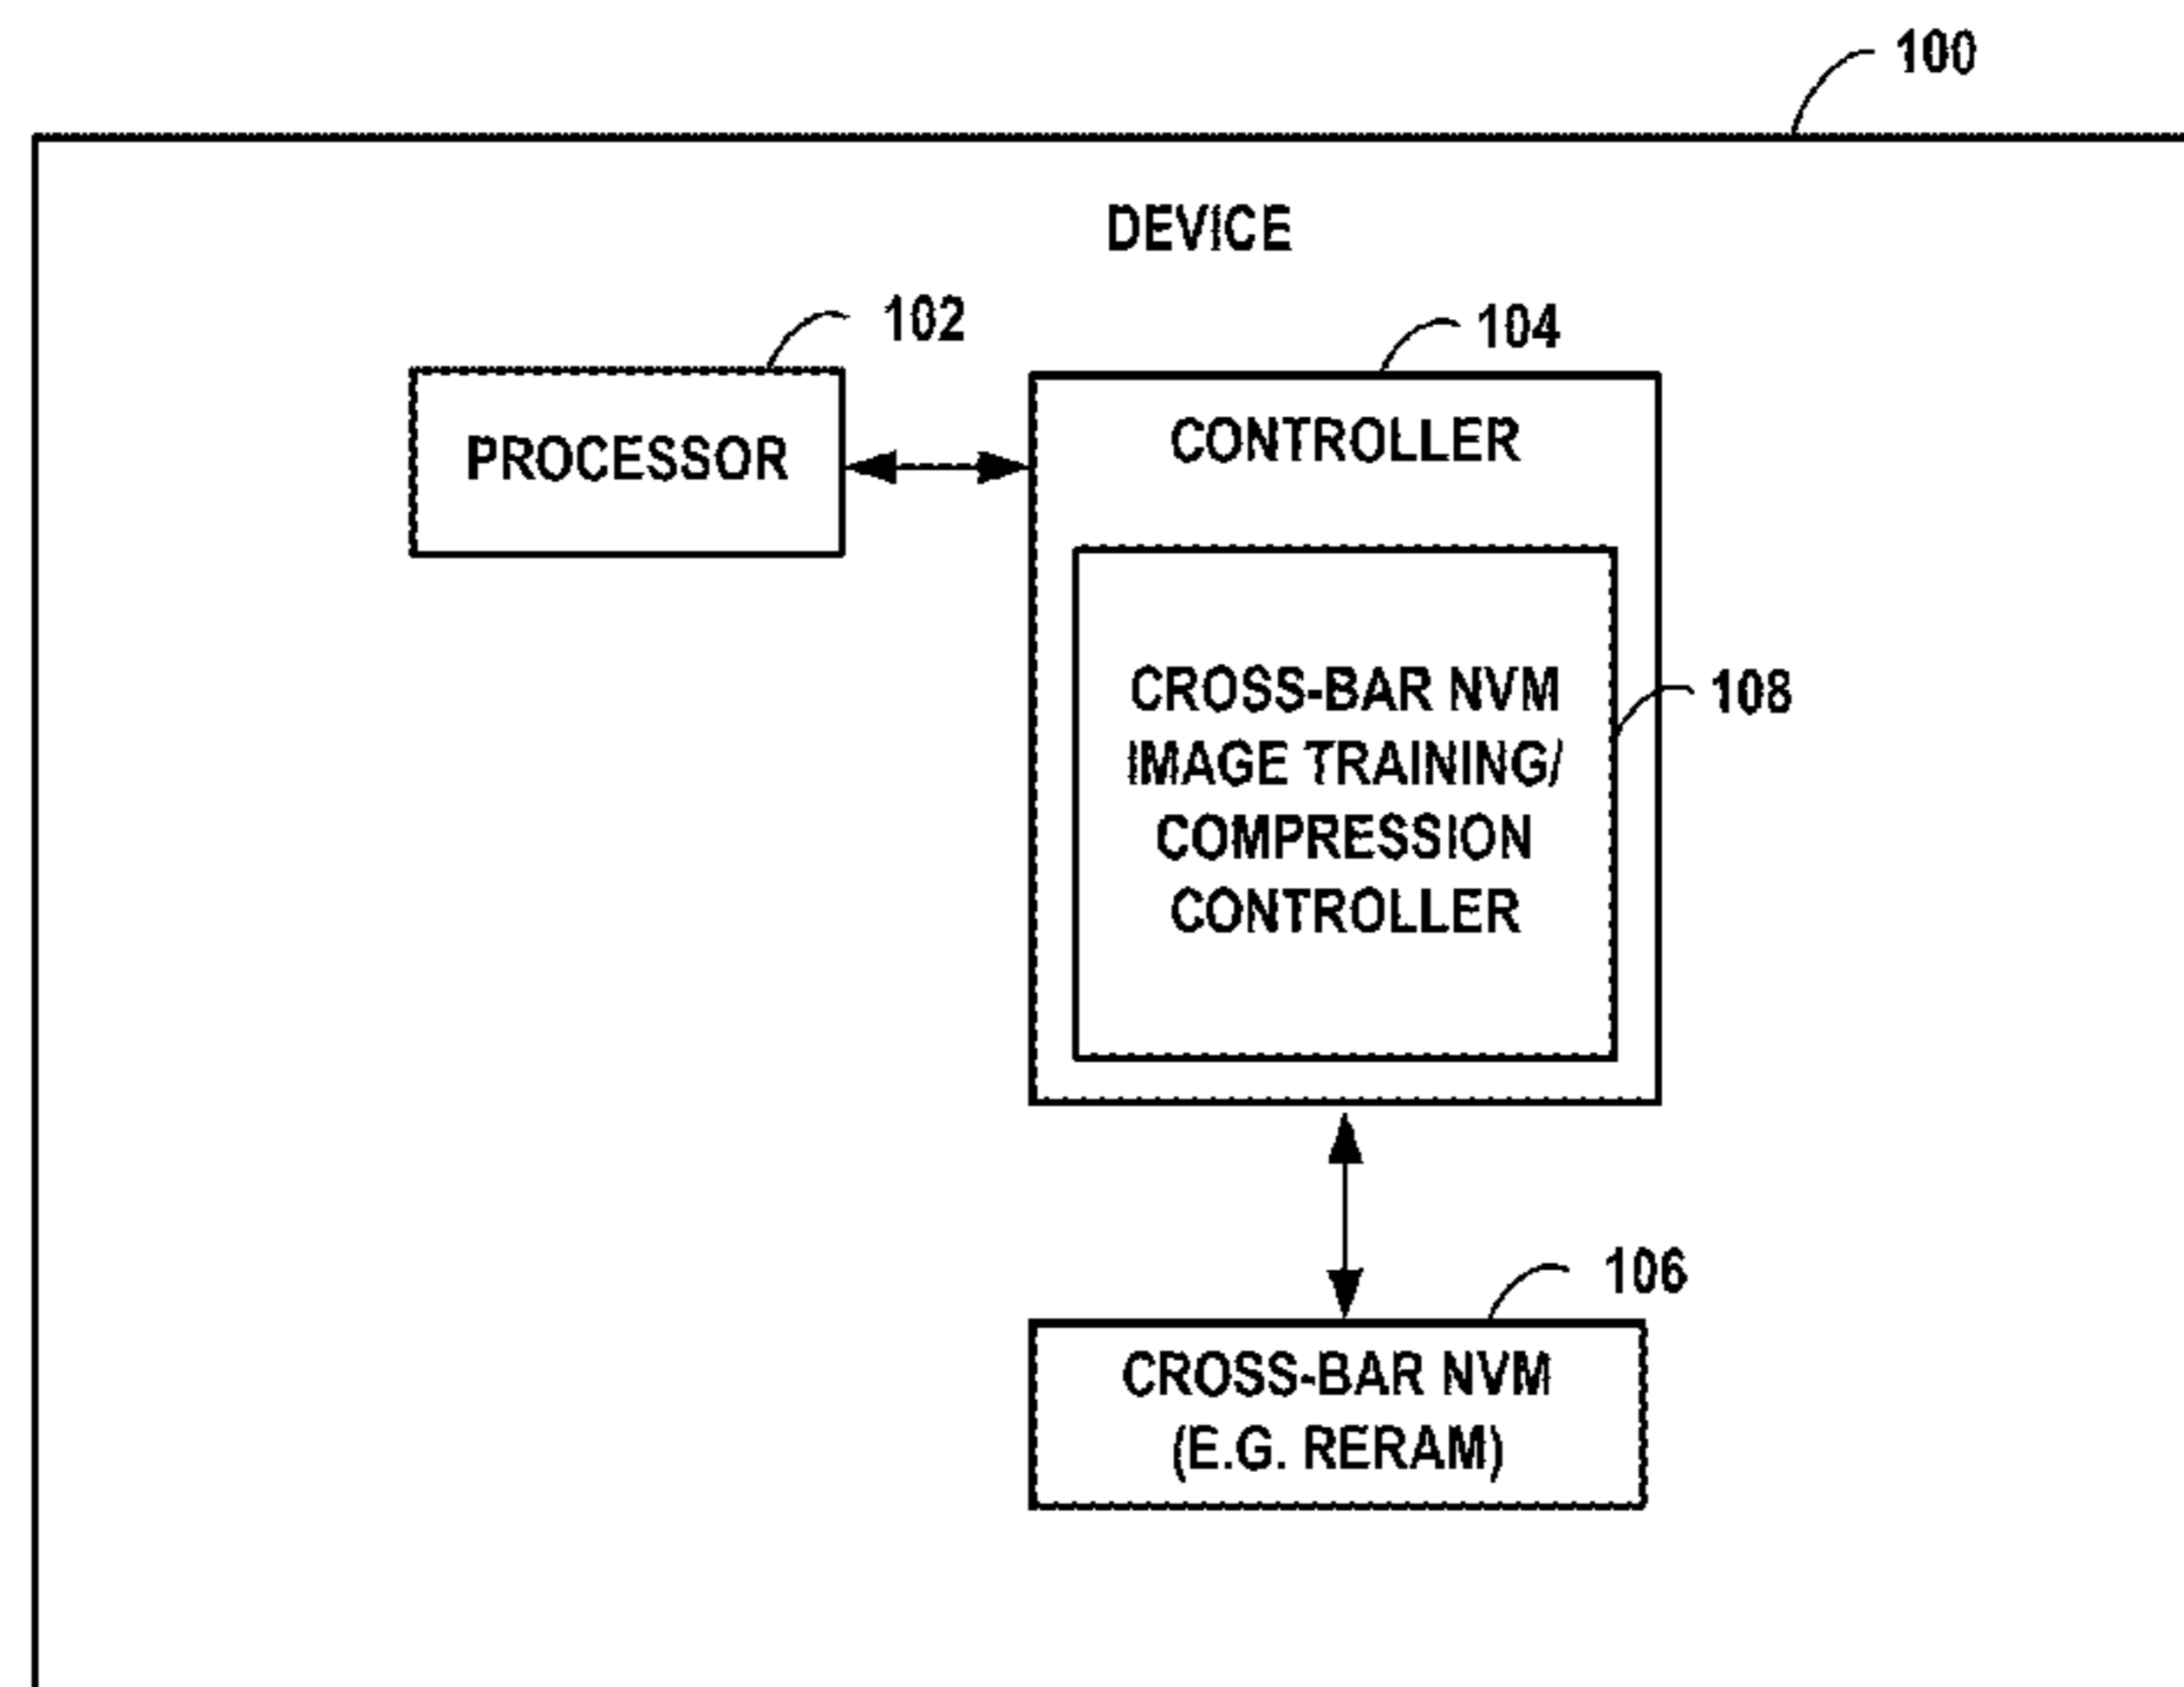 100
DEVICE
102
104
PROCESSOR
CONTROLLER
CROSS-BAR NVM
IMAGE TRAINING/
COMPRESSION
CONTROLLER
108
106
CROSS-BAR NVM
(E.G. RERAM)